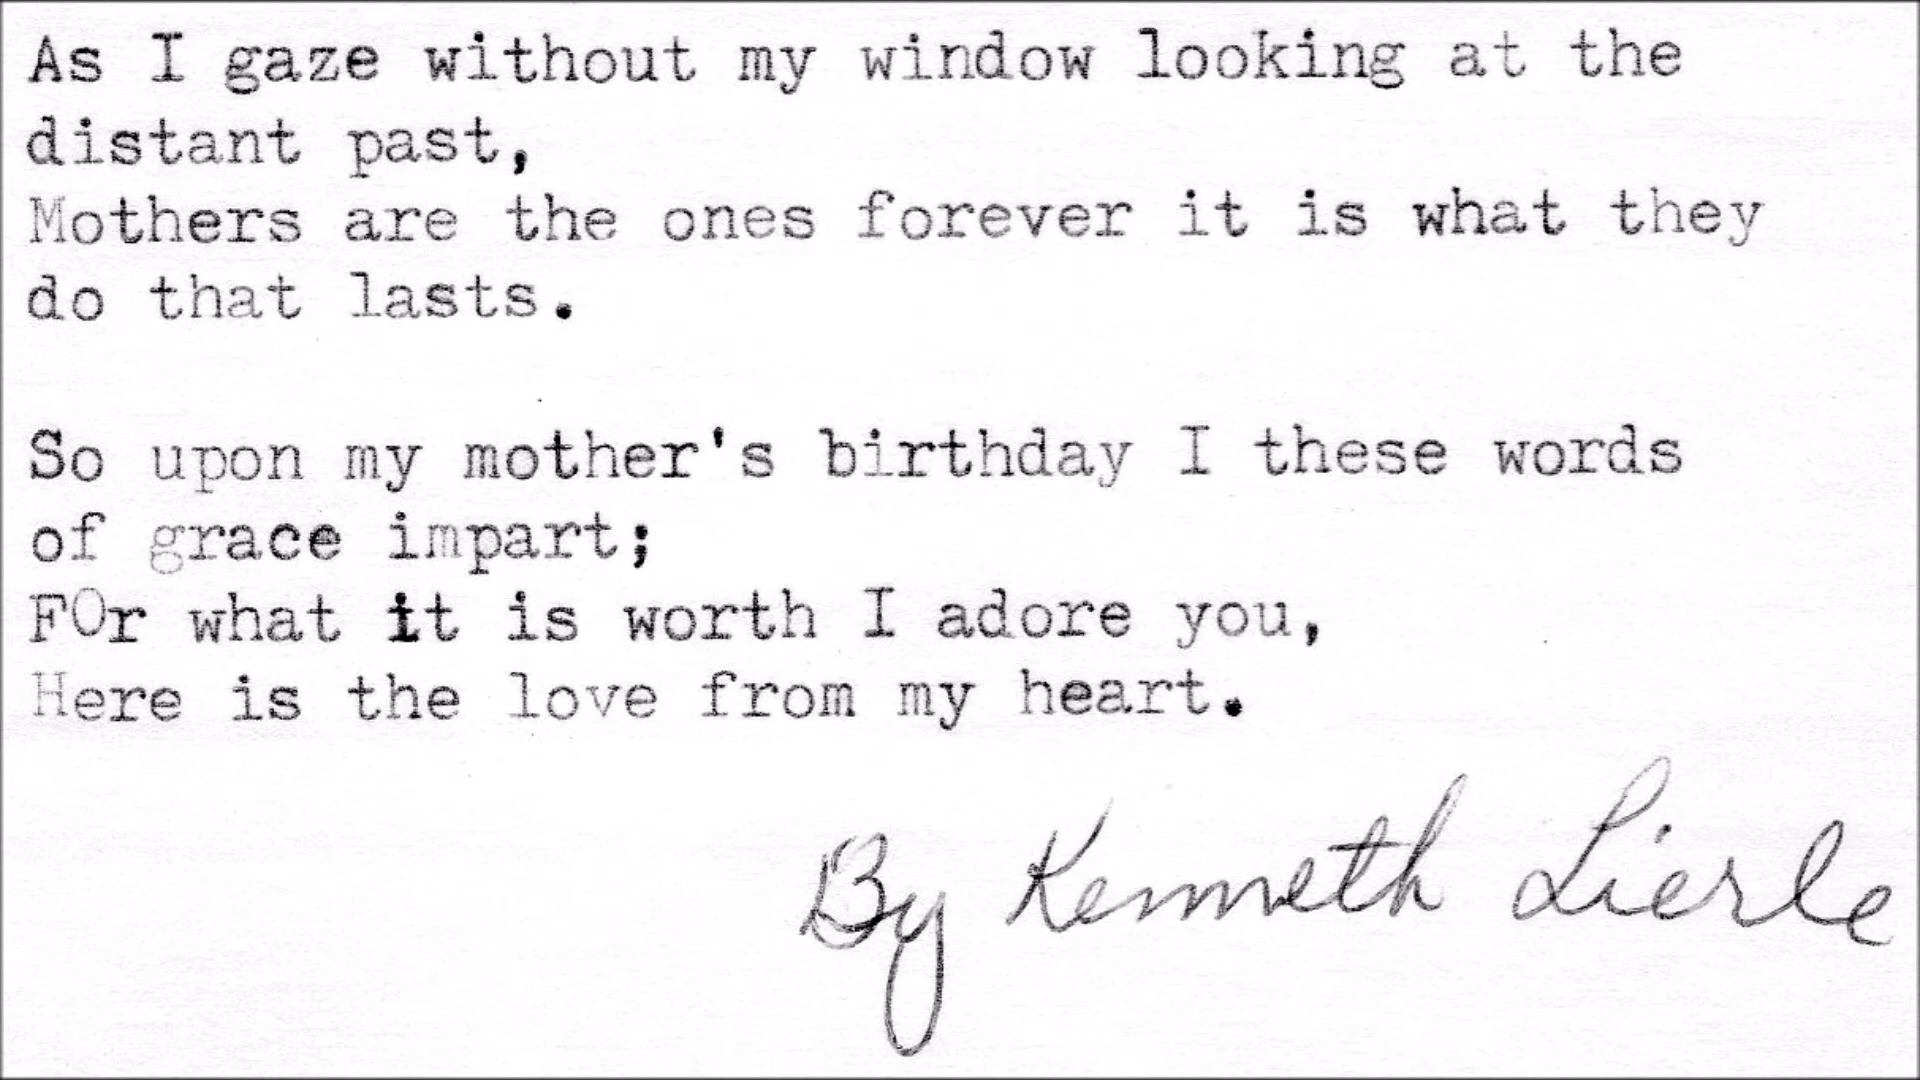 As I gaze without my window looking at the
distant past,
Mothers are the ones forever it is what they
do that lasts.
So upon my mother's birthday I these words
of grace impart;
FOr what it is worth I adore you,
Here is the love from my heart.
By Kenneth Lierle